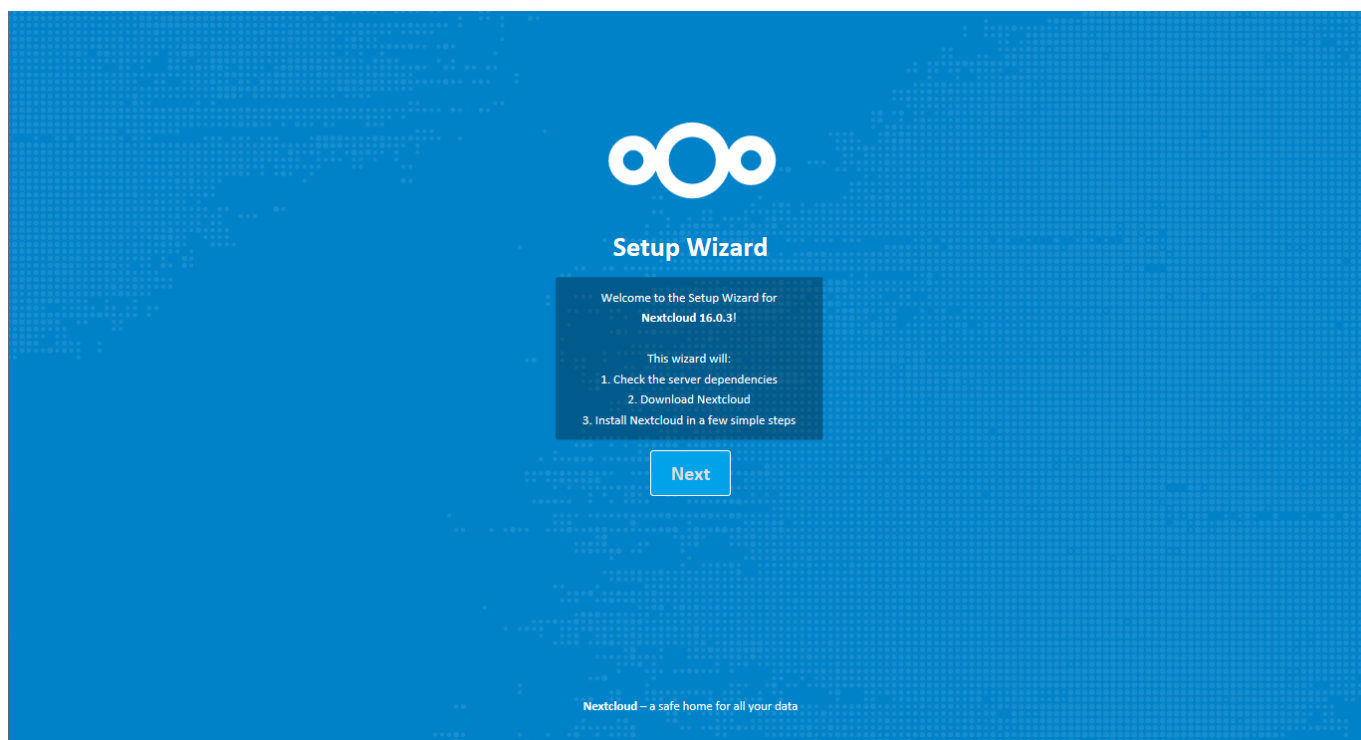 Setup Wizard
Welcome to the Setup Wizard for
Nextcloud 16.0.3!
This wizard will:
1. Check the server dependencies
2. Download Nextcloud
3. Install Nextcloud in a few simple steps
Next
Nextcloud – a safe home for all your data